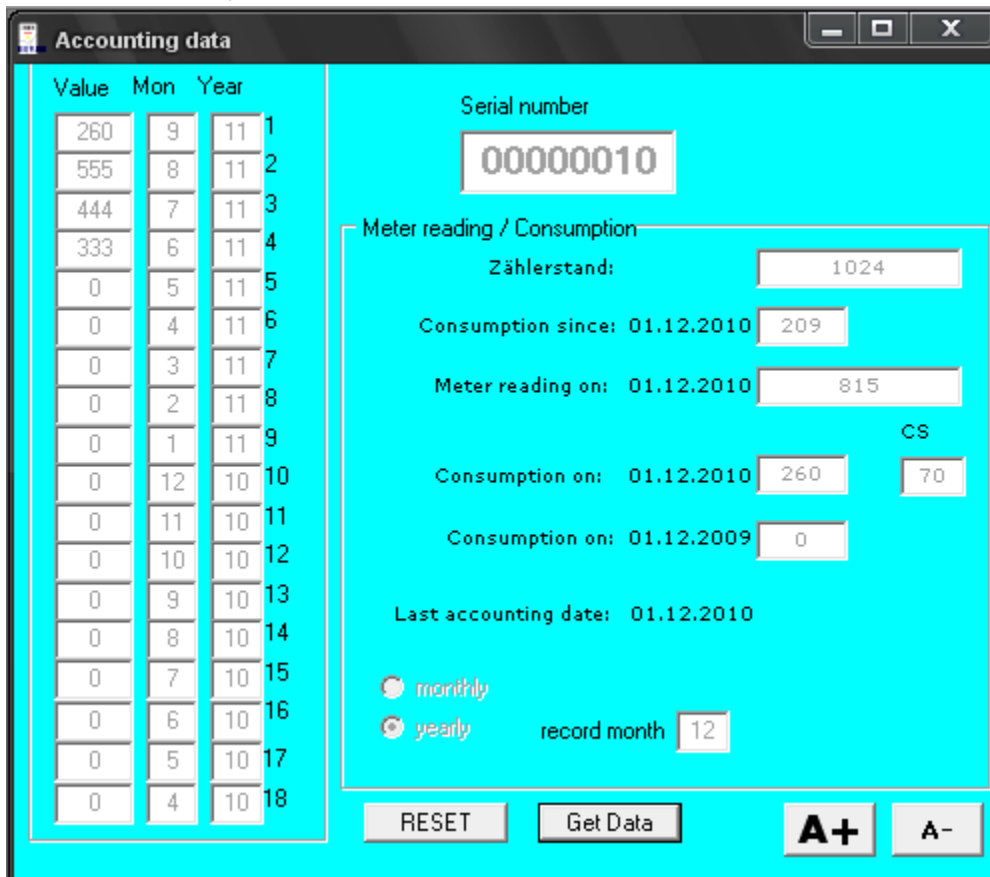 Accounting data
Value Mon Year
260 9 11 1
555 8 11 2
444 7 11 3
333 6 11 4
0 5 11 5
0 4 11 6
0 3 11 7
0 2 11 8
0 1 11 9
0 12 10 10
0 11 10 11
0 10 10 12
0 9 10 13
0 8 10 14
0 7 10 15
0 6 10 16
0 5 10 17
0 4 10 18
Serial number
00000010
Meter reading / Consumption
Zählerstand: 1024
Consumption since: 01.12.2010 209
Meter reading on: 01.12.2010 815
CS
Consumption on: 01.12.2010 260 70
Consumption on: 01.12.2009 0
Last accounting date: 01.12.2010
monthly
yearly record month 12
RESET Get Data A+ A-